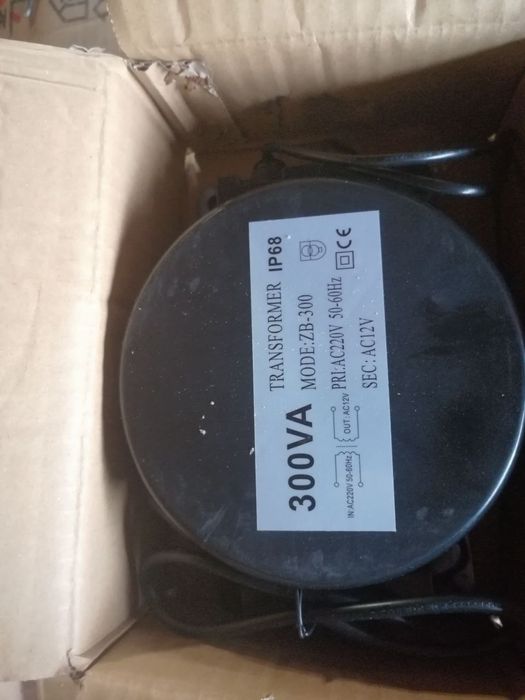 300VA
TRANSFORMER IP68
MODE:ZB-300
PRI:AC220V 50-60Hz
SEC: AC12V
IN:AC220V 50-60Hz
OUT :AC12V
CE